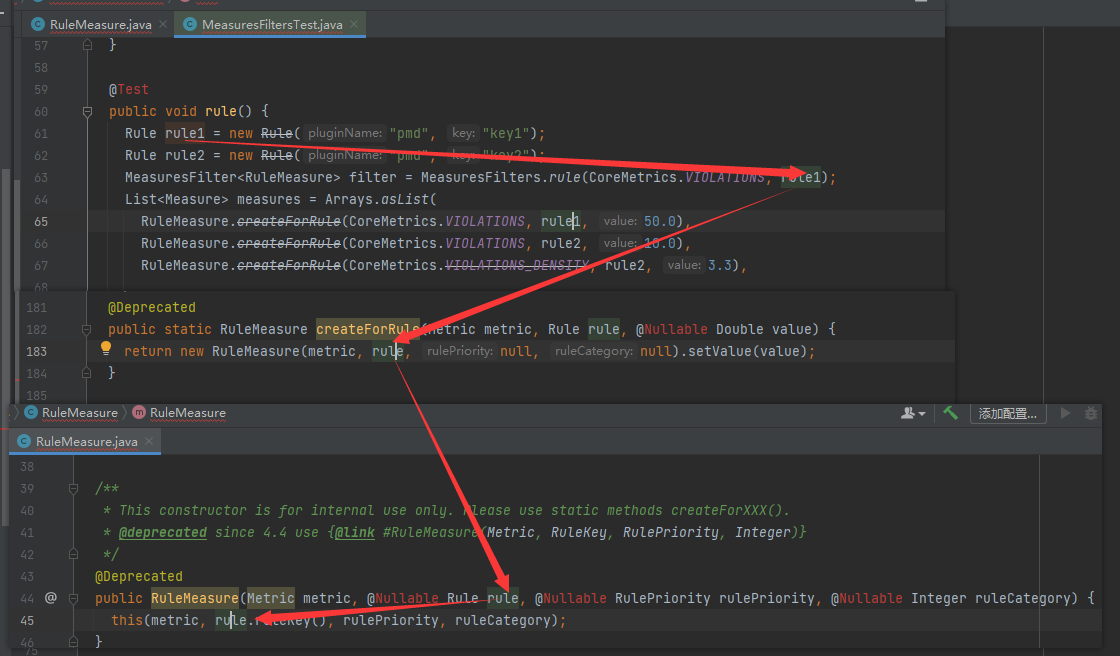 RuleMeasure.java
MeasuresFiltersTest.java
57 }
58
59 @Test
60 public void rule() {
61 Rule rule1 = new Rule( pluginName: "pmd", key: "key1");
62 Rule rule2 = new Rule( pluginName: "pmd", key: "key2");
63 MeasuresFilter<RuleMeasure> filter = MeasuresFilters.rule(CoreMetrics.VIOLATIONS, rule1);
64 List<Measure> measures = Arrays.asList(
65 RuleMeasure.createForRule(CoreMetrics.VIOLATIONS, rule1, value: 50.0),
66 RuleMeasure.createForRule(CoreMetrics.VIOLATIONS, rule2, value: 10.0),
67 RuleMeasure.createForRule(CoreMetrics.VIOLATIONS_DENSITY, rule2, value: 3.3),
68
181 @Deprecated
182 public static RuleMeasure createForRule(Metric metric, Rule rule, @Nullable Double value) {
183 return new RuleMeasure(metric, rule, rulePriority: null, ruleCategory: null).setValue(value);
184 }
185
RuleMeasure RuleMeasure 添加配置...
RuleMeasure.java
38
39 /**
40 * This constructor is for internal use only. Please use static methods createForXXX().
41 * @deprecated since 4.4 use {@link #RuleMeasure(Metric, RuleKey, RulePriority, Integer)}
42 */
43 @Deprecated
44 @ public RuleMeasure(Metric metric, @Nullable Rule rule, @Nullable RulePriority rulePriority, @Nullable Integer ruleCategory) {
45 this(metric, rule.ruleKey(), rulePriority, ruleCategory);
46 }
75